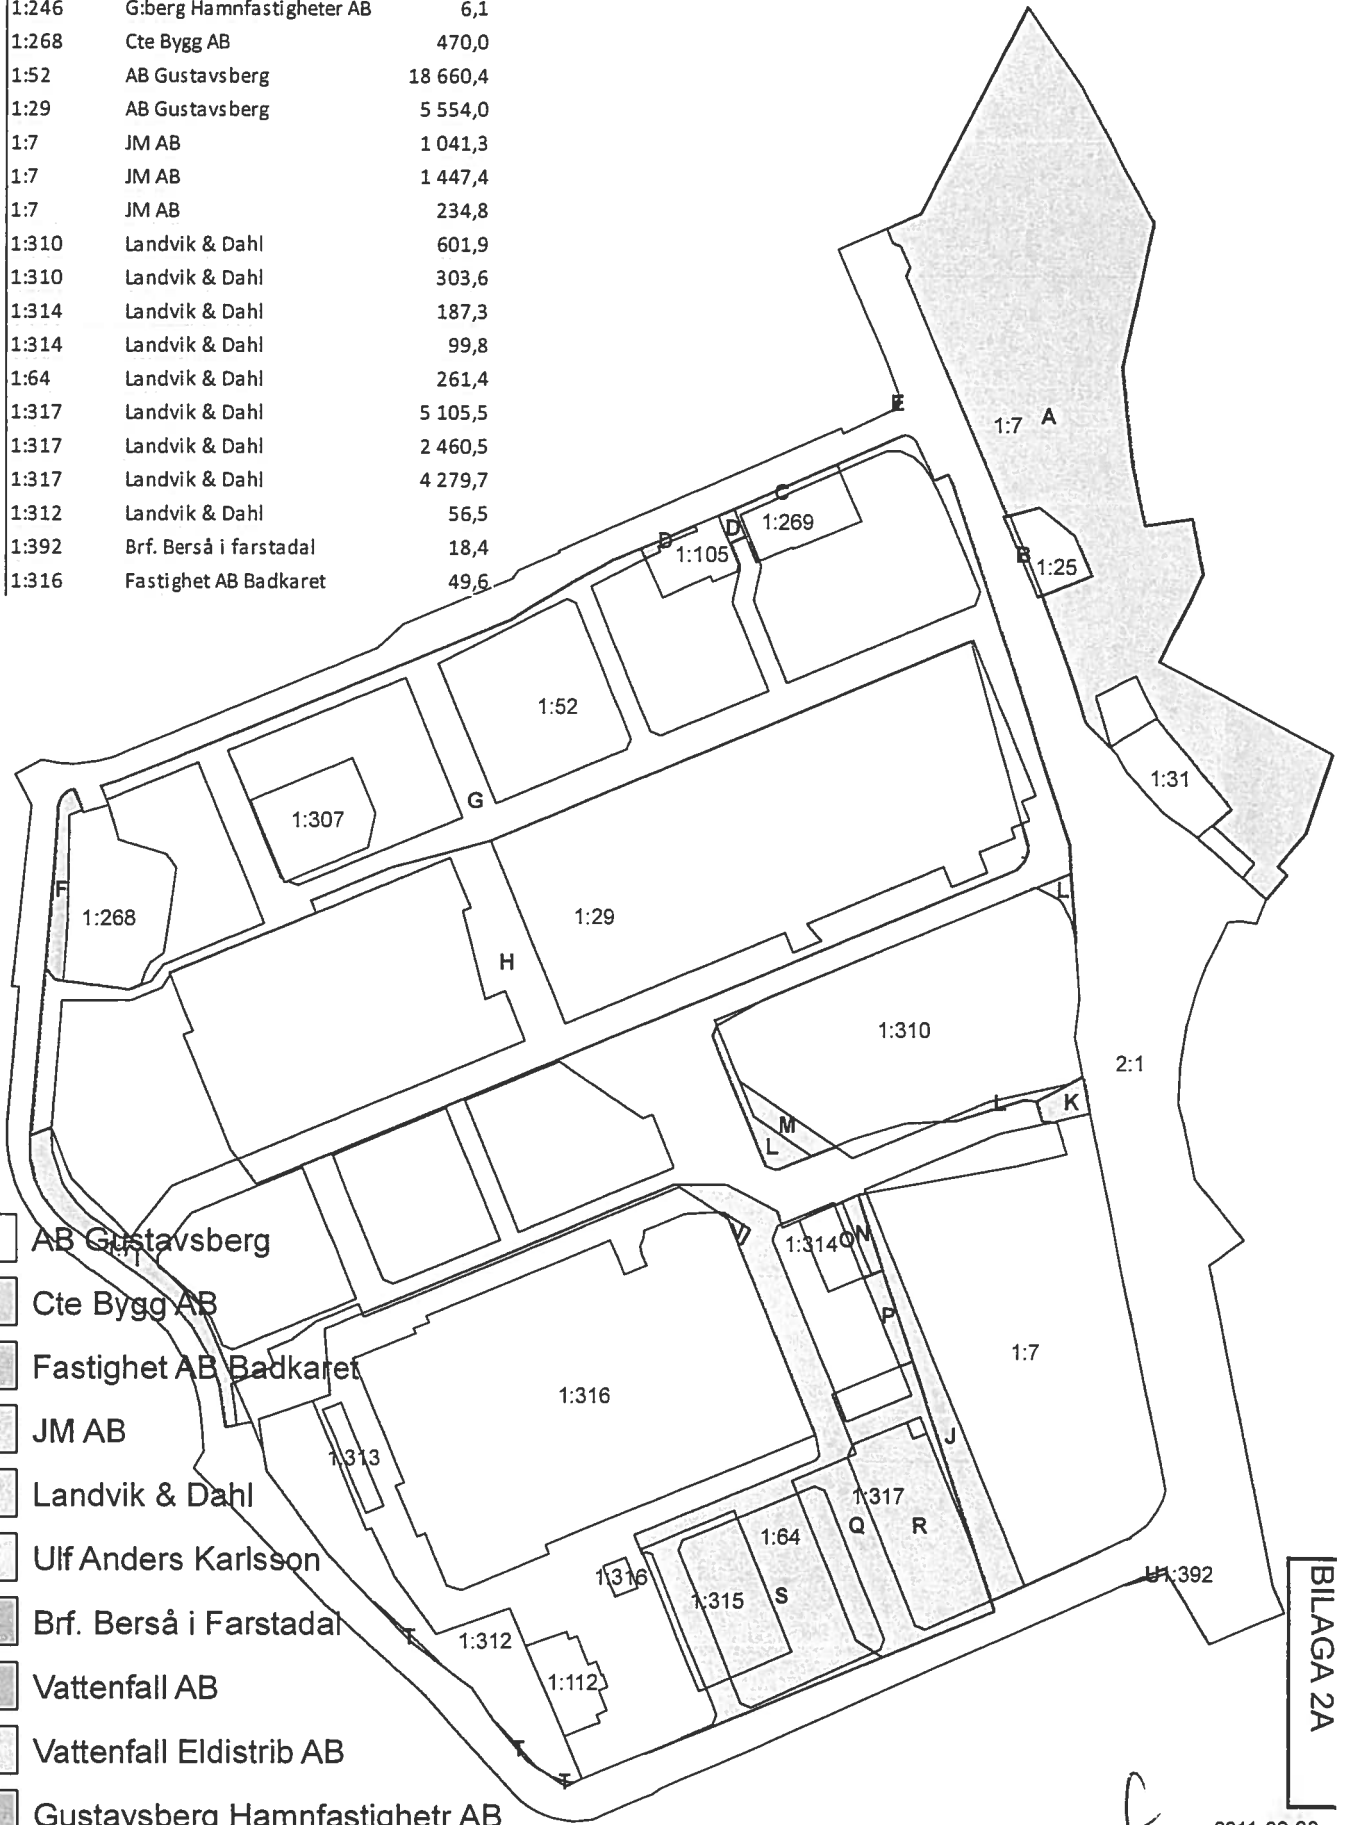 1:246 G:berg Hamnfastigheter AB 6,1
1:268 Cte Bygg AB 470,0
1:52 AB Gustavsberg 18 660,4
1:29 AB Gustavsberg 5 554,0
1:7 JM AB 1 041,3
1:7 JM AB 1 447,4
1:7 JM AB 234,8
1:310 Landvik & Dahl 601,9
1:310 Landvik & Dahl 303,6
1:314 Landvik & Dahl 187,3
1:314 Landvik & Dahl 99,8
1:64 Landvik & Dahl 261,4
1:317 Landvik & Dahl 5 105,5
1:317 Landvik & Dahl 2 460,5
1:317 Landvik & Dahl 4 279,7
1:312 Landvik & Dahl 56,5
1:392 Brf. Berså i farstadal 18,4
1:316 Fastighet AB Badkaret 49,6
E
1:7 A
C
D
D
1:269
1:105
B
1:25
1:52
1:31
G
1:307
F
1:268
1:29
L
H
1:310
2:1
L
K
M
L
V
1:314
O
N
P
1:7
1:316
J
1:313
1:317
Q
R
1:64
1:316
1:315
S
U1:392
T
T
1:312
1:112
T
T
AB Gustavsberg
Cte Bygg AB
Fastighet AB Badkaret
JM AB
Landvik & Dahl
Ulf Anders Karlsson
Brf. Berså i Farstadal
Vattenfall AB
Vattenfall Eldistrib AB
Gustavsberg Hamnfastighetr AB
BILAGA 2A